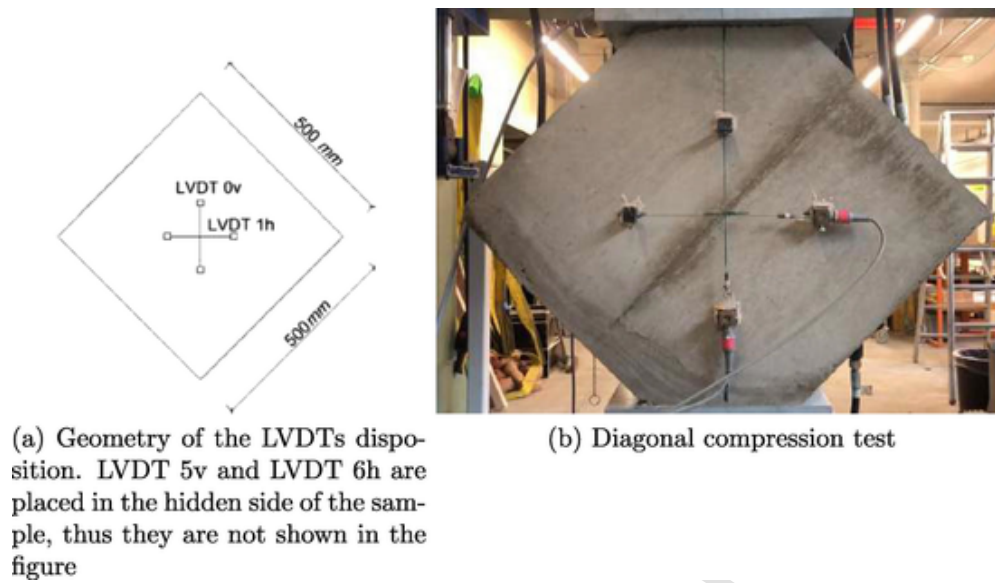 500 mm
LVDT 0v
LVDT 1h
500mm
(a) Geometry of the LVDTs dispo-
sition. LVDT 5v and LVDT 6h are
placed in the hidden side of the sam-
ple, thus they are not shown in the
figure
(b) Diagonal compression test